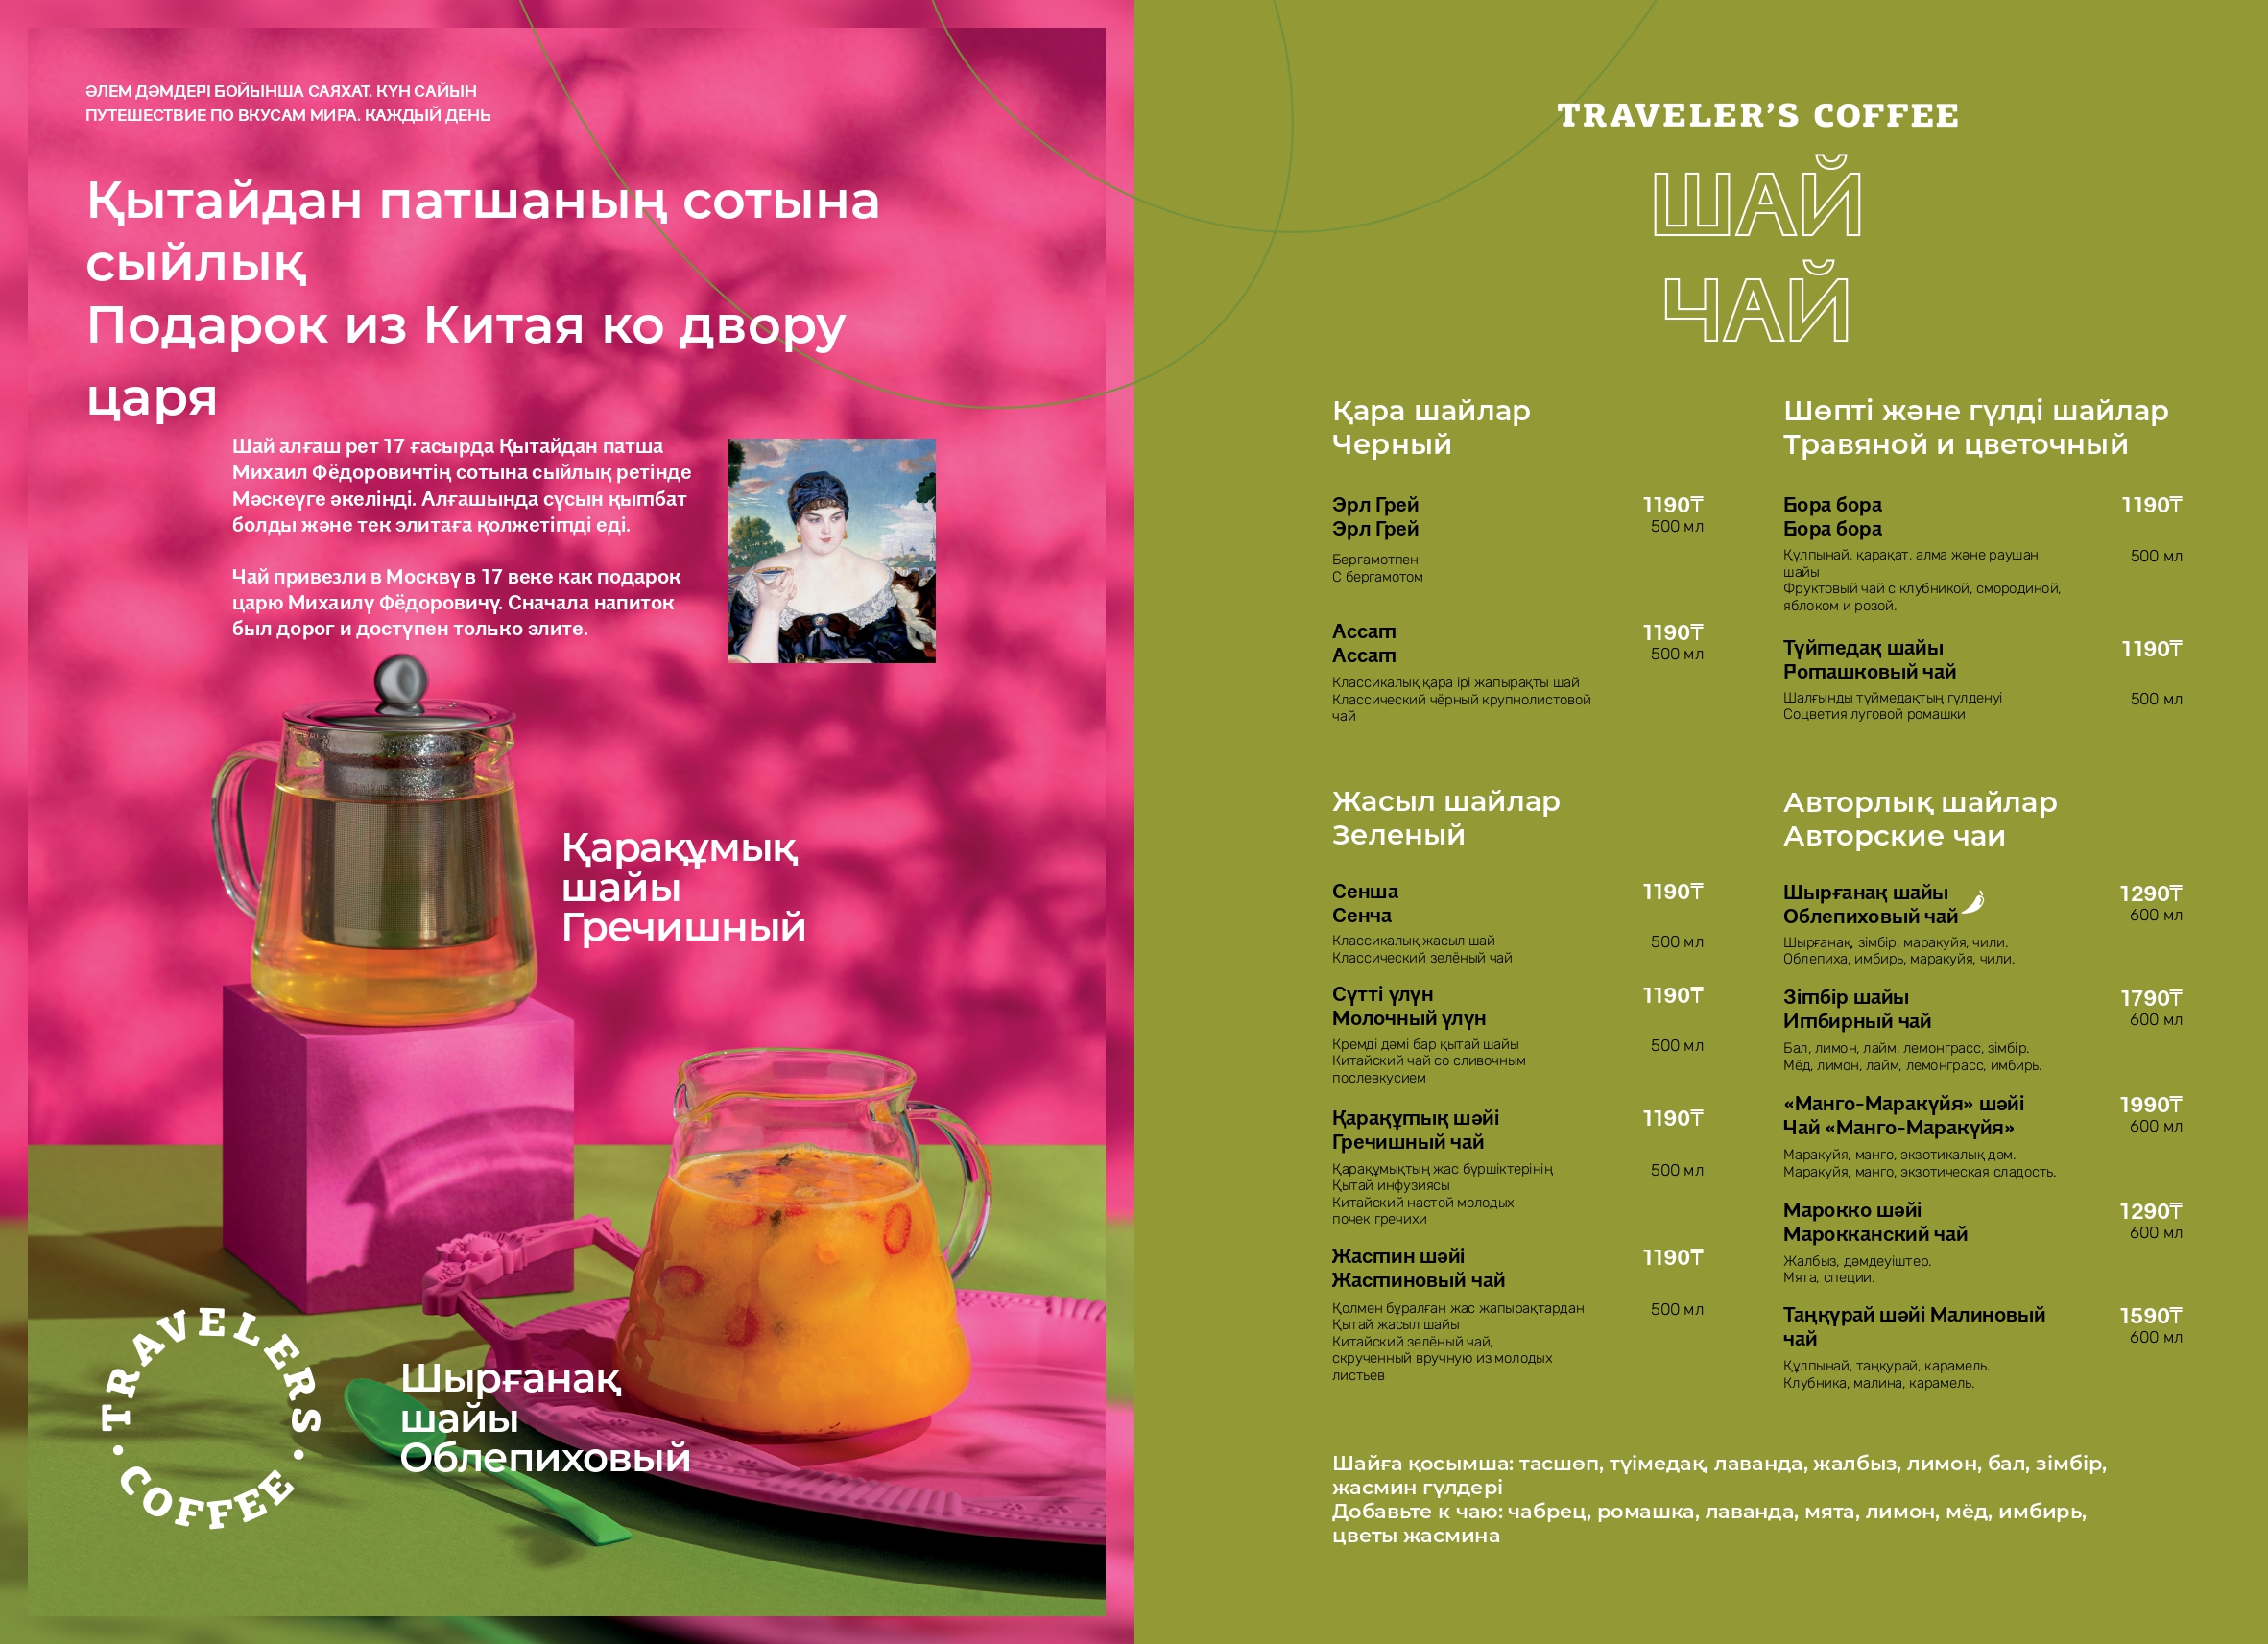 ӘЛЕМ ДӘМДЕРІ БОЙЫНША САЯХАТ. КҮН САЙЫН
ПУТЕШЕСТВИЕ ПО ВКУСАМ МИРА. КАЖДЫЙ ДЕНЬ
Қытайдан патшаның сотына
сыйлық
Подарок из Китая ко двору
царя
Шай алғаш рет 17 ғасырда Қытайдан патша
Михаил Фёдоровичтің сотына сыйлық ретінде
Мәскеүге әкелінді. Алғашында сүсын қымбат
болды және тек элитаға қолжетімді еді.
Чай привезли в Москвү в 17 веке как подарок
царю Михаилү Фёдоровичү. Сначала напиток
был дорог и достүпен только элите.
Қарақұмық
шайы
Гречишный
Шырғанақ
шайы
Облепиховый
TRAVELERS COFFEE
TRAVELER'S COFFEE
ШАЙ
ЧАЙ
Қара шайлар
Черный
Эрл Грей 1190₸
Эрл Грей 500 мл
Бергамотпен
С бергамотом
Ассам 1190₸
Ассам 500 мл
Классикалық қара ірі жапырақты шай
Классический чёрный крупнолистовой
чай
Жасыл шайлар
Зеленый
Сенша 1190₸
Сенча
Классикалық жасыл шай 500 мл
Классический зелёный чай
Сүтті үлүн 1190₸
Молочный үлүн
Кремді дәмі бар қытай шайы 500 мл
Китайский чай со сливочным
послевкусием
Қарақүмық шәйі 1190₸
Гречишный чай
Қарақұмықтың жас бүршіктерінің 500 мл
Қытай инфузиясы
Китайский настой молодых
почек гречихи
Жасмин шәйі 1190₸
Жасминовый чай
Қолмен бұралған жас жапырақтардан 500 мл
Қытай жасыл шайы
Китайский зелёный чай,
скрученный вручную из молодых
листьев
Шөпті және гүлді шайлар
Травяной и цветочный
Бора бора 1190₸
Бора бора
Құлпынай, қарақат, алма және раушан 500 мл
шайы
Фруктовый чай с клубникой, смородиной,
яблоком и розой.
Түймедақ шайы 1190₸
Ромашковый чай
Шалғынды түймедақтың гүлденуі 500 мл
Соцветия луговой ромашки
Авторлық шайлар
Авторские чаи
Шырғанақ шайы 1290₸
Облепиховый чай 600 мл
Шырғанақ, зімбір, маракуйя, чили.
Облепиха, имбирь, маракуйя, чили.
Зімбір шайы 1790₸
Имбирный чай 600 мл
Бал, лимон, лайм, лемонграсс, зімбір.
Мёд, лимон, лайм, лемонграсс, имбирь.
«Манго-Маракүйя» шәйі 1990₸
Чай «Манго-Маракүйя» 600 мл
Маракуйя, манго, экзотикалық дәм.
Маракуйя, манго, экзотическая сладость.
Марокко шәйі 1290₸
Марокканский чай 600 мл
Жалбыз, дәмдеуіштер.
Мята, специи.
Таңқүрай шәйі Малиновый 1590₸
чай 600 мл
Құлпынай, таңқурай, карамель.
Клубника, малина, карамель.
Шайға қосымша: тасшөп, түімедақ, лаванда, жалбыз, лимон, бал, зімбір,
жасмин гүлдері
Добавьте к чаю: чабрец, ромашка, лаванда, мята, лимон, мёд, имбирь,
цветы жасмина